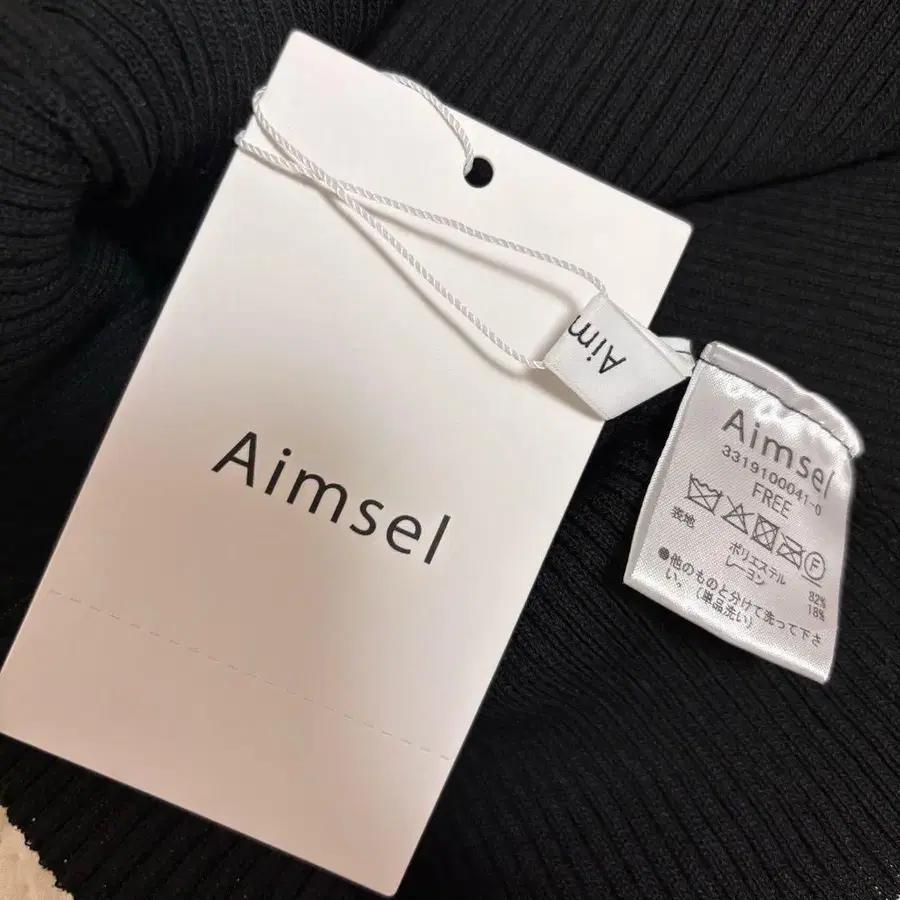 Aimsel
Aim
Aimsel
3319100041-0
FREE
表地
F
ポリエステル 82%
レーヨン 18%
●他のものと分けて洗って下さ
い。(単品洗い)